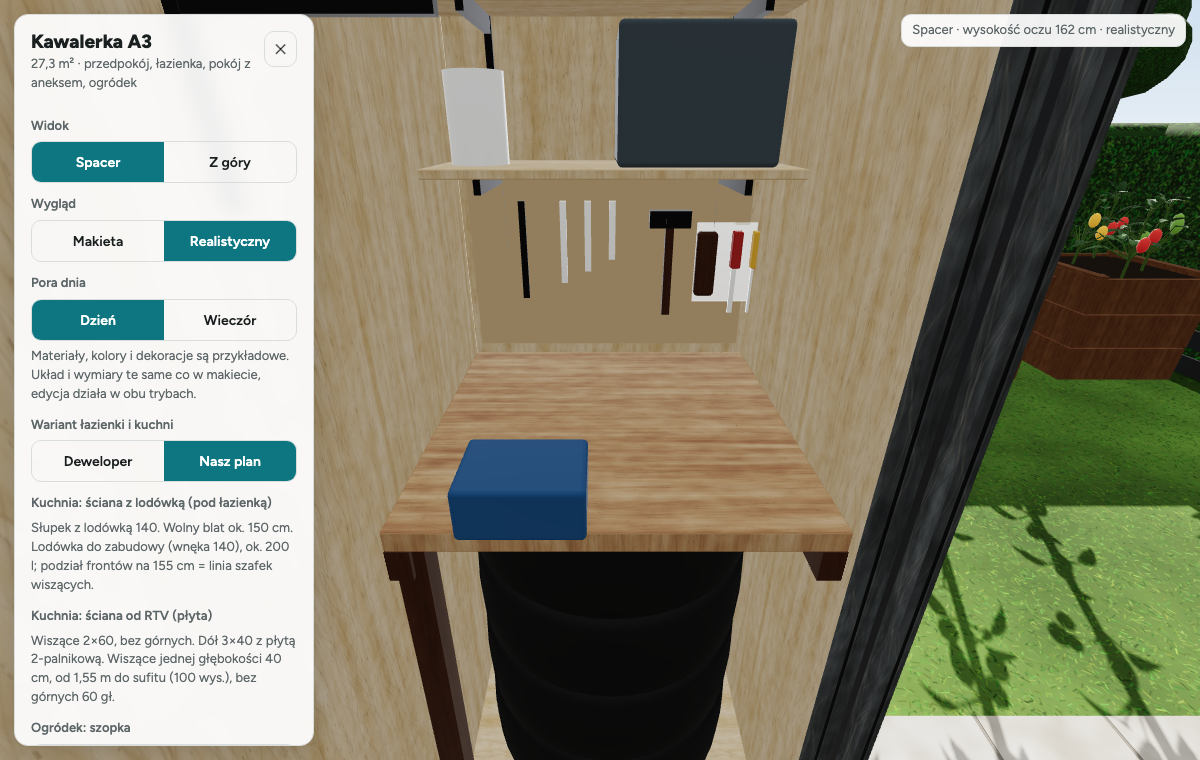 Kawalerka A3
27,3 m² · przedpokój, łazienka, pokój z
aneksem, ogródek
Spacer · wysokość oczu 162 cm · realistyczny
Widok
Spacer
Z góry
Wygląd
Makieta
Realistyczny
Pora dnia
Dzień
Wieczór
Materiały, kolory i dekoracje są przykładowe.
Układ i wymiary te same co w makiecie,
edycja działa w obu trybach.
Wariant łazienki i kuchni
Deweloper
Nasz plan
Kuchnia: ściana z lodówką (pod łazienką)
Słupek z lodówką 140. Wolny blat ok. 150 cm.
Lodówka do zabudowy (wnęka 140), ok. 200
l; podział frontów na 155 cm = linia szafek
wiszących.
Kuchnia: ściana od RTV (płyta)
Wiszące 2×60, bez górnych. Dół 3×40 z płytą
2-palnikową. Wiszące jednej głębokości 40
cm, od 1,55 m do sufitu (100 wys.), bez
górnych 60 gł.
Ogródek: szopka